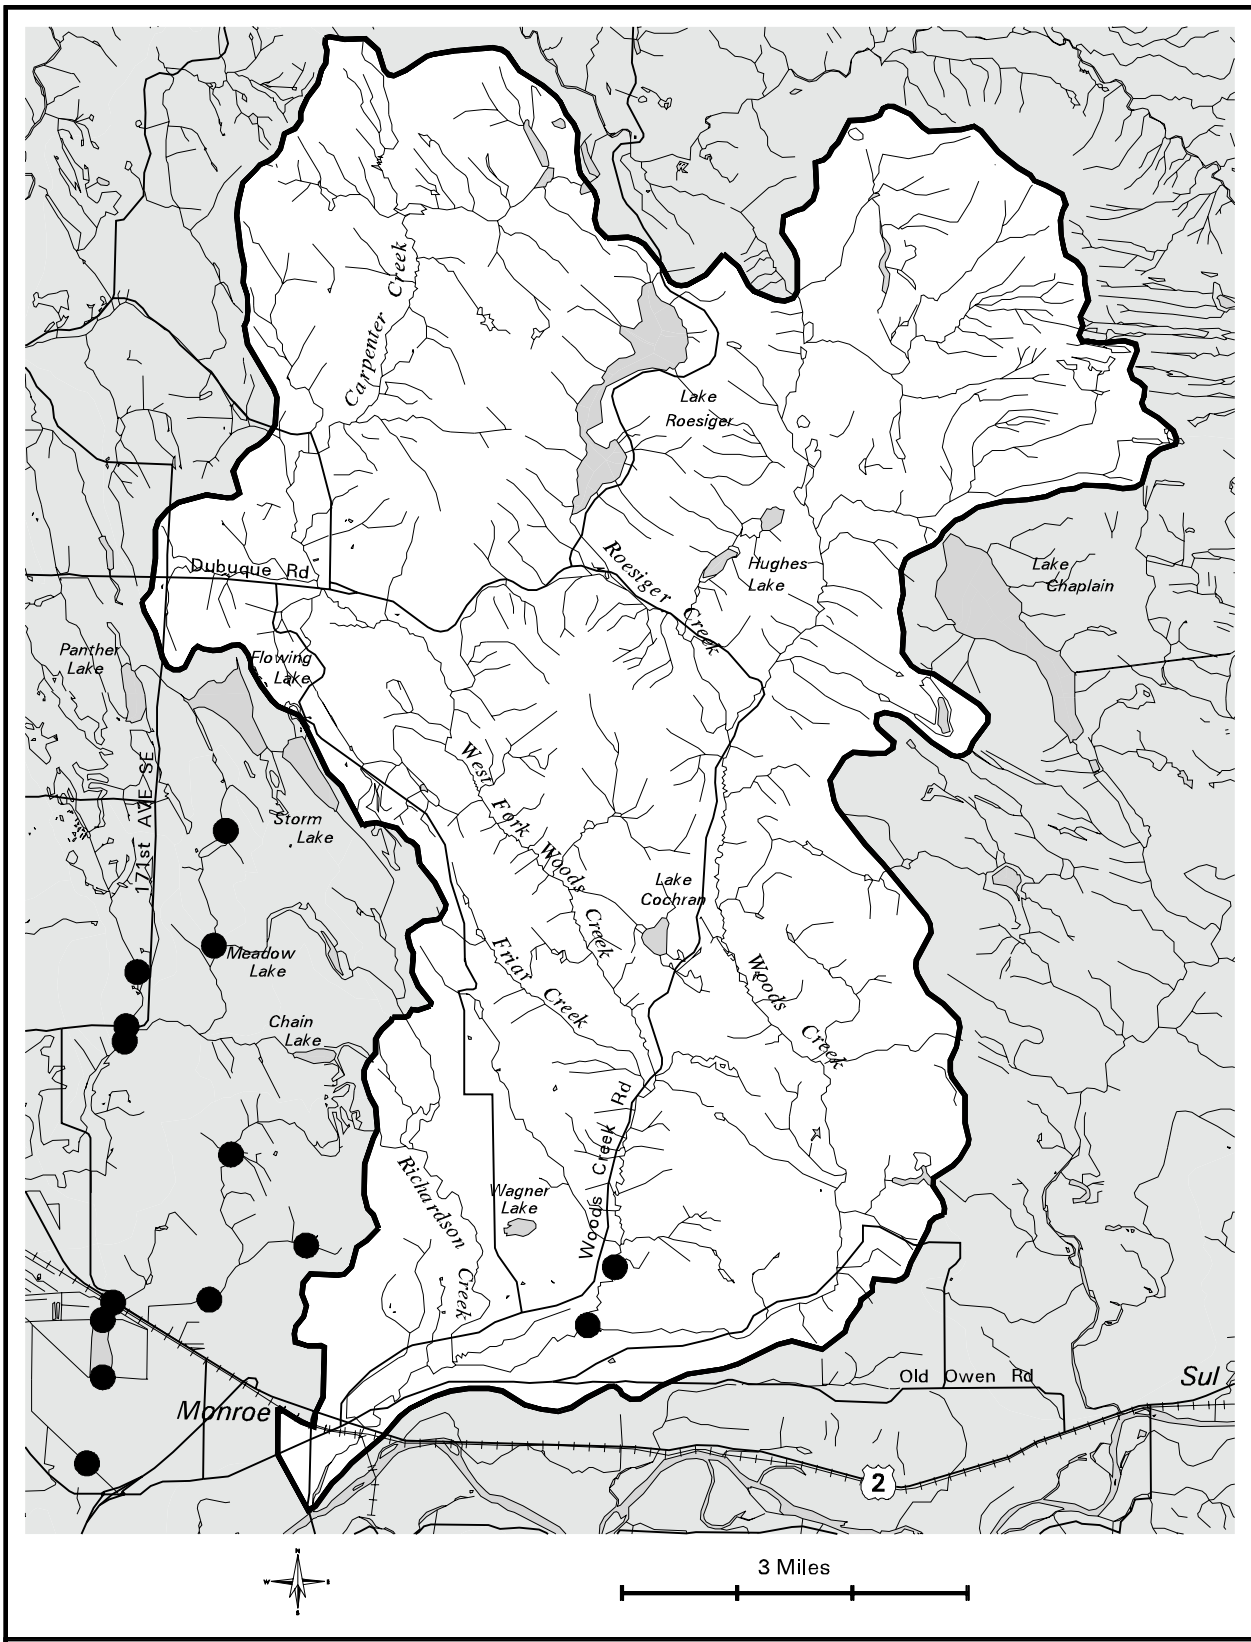 Carpenter Creek
Lake
Roesiger
Dubuque Rd
Roesiger Creek
Hughes
Lake
Lake
Chaplain
Panther
Lake
Flowing
Lake
171st AVE SE
West Fork Woods Creek
Storm
Lake
Lake
Cochran
Meadow
Lake
Friar Creek
Woods Creek
Chain
Lake
Woods Creek Rd
Richardson Creek
Wagner
Lake
Old Owen Rd
Sul
Monroe
2
N
W E
S
3 Miles